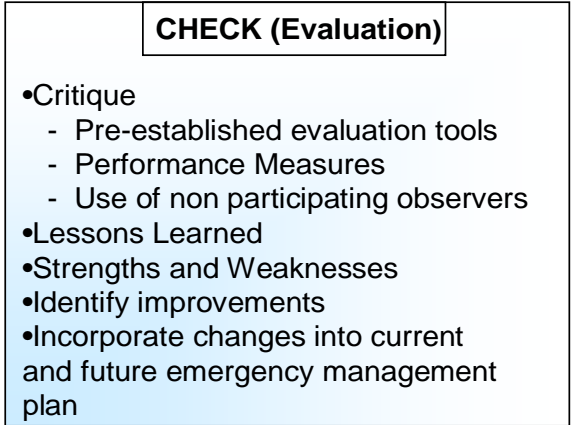 CHECK (Evaluation)
•Critique
- Pre-established evaluation tools
- Performance Measures
- Use of non participating observers
•Lessons Learned
•Strengths and Weaknesses
•Identify improvements
•Incorporate changes into current
and future emergency management
plan